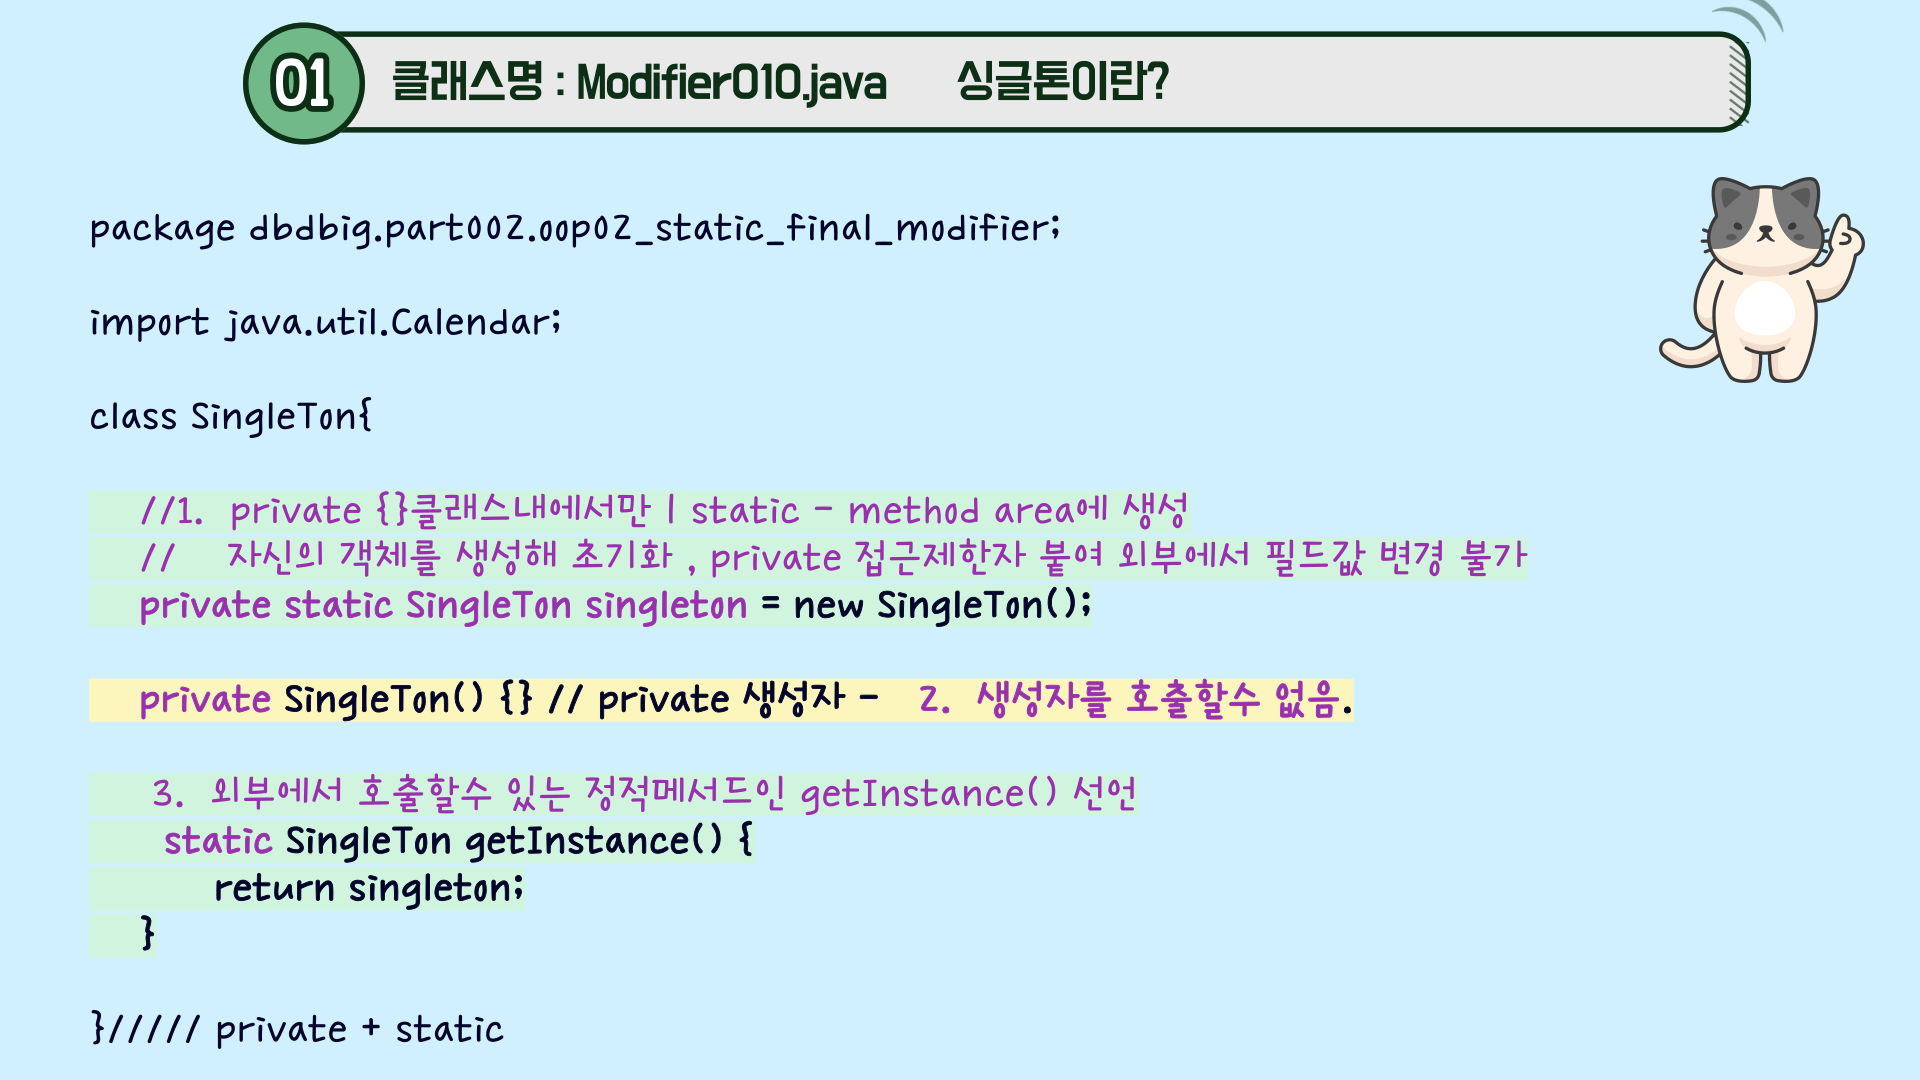 01 클래스명 : Modifier010.java 싱글톤이란?
package dbdbig.part002.oop02_static_final_modifier;
import java.util.Calendar;
class SingleTon{
//1. private {}클래스내에서만 | static - method area에 생성
// 자신의 객체를 생성해 초기화 , private 접근제한자 붙여 외부에서 필드값 변경 불가
private static SingleTon singleton = new SingleTon();
private SingleTon() {} // private 생성자 - 2. 생성자를 호출할수 없음.
3. 외부에서 호출할수 있는 정적메서드인 getInstance() 선언
static SingleTon getInstance() {
return singleton;
}
}///// private + static